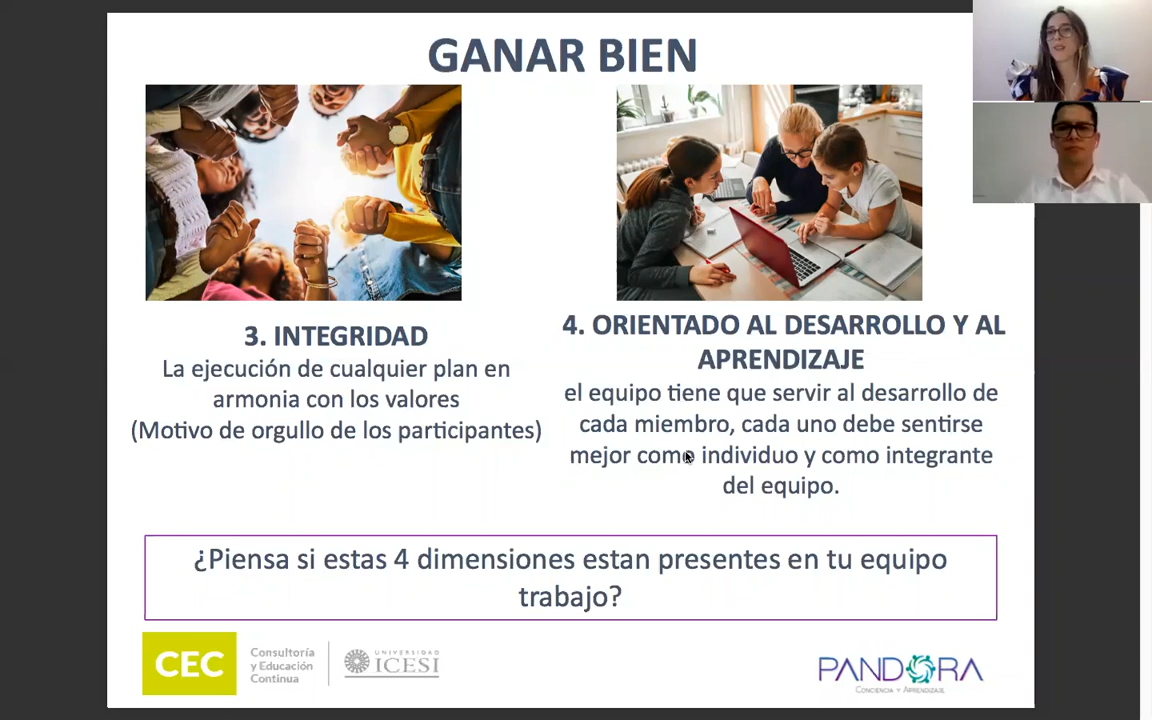 GANAR BIEN
3. INTEGRIDAD
La ejecución de cualquier plan en
armonia con los valores
(Motivo de orgullo de los participantes)
4. ORIENTADO AL DESARROLLO Y AL
APRENDIZAJE
el equipo tiene que servir al desarrollo de
cada miembro, cada uno debe sentirse
mejor como individuo y como integrante
del equipo.
¿Piensa si estas 4 dimensiones estan presentes en tu equipo
trabajo?
CEC
Consultoría
y Educación
Continua
UNIVERSIDAD
ICESI
PANDORA
CONCIENCIA Y APRENDIZAJE